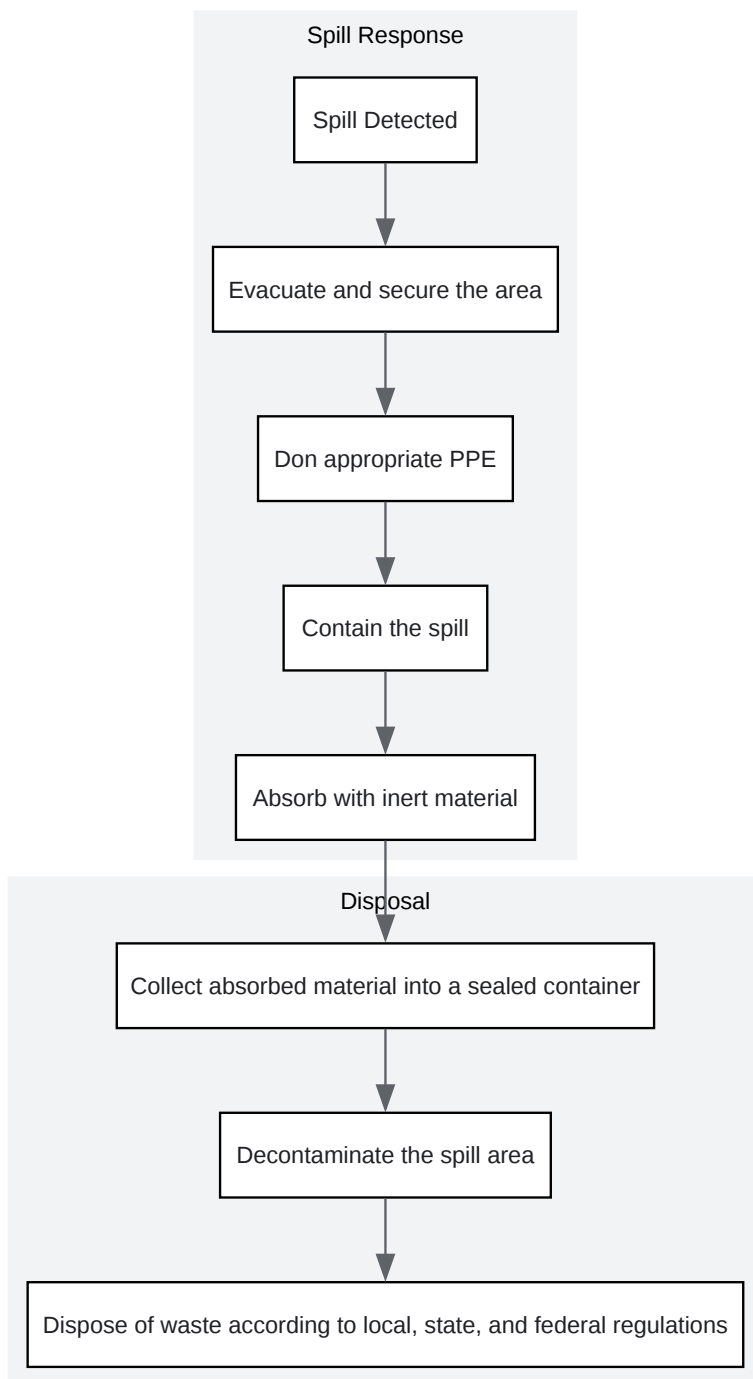 Spill Response
Spill Detected
Evacuate and secure the area
Don appropriate PPE
Contain the spill
Absorb with inert material
Disposal
Collect absorbed material into a sealed container
Decontaminate the spill area
Dispose of waste according to local, state, and federal regulations